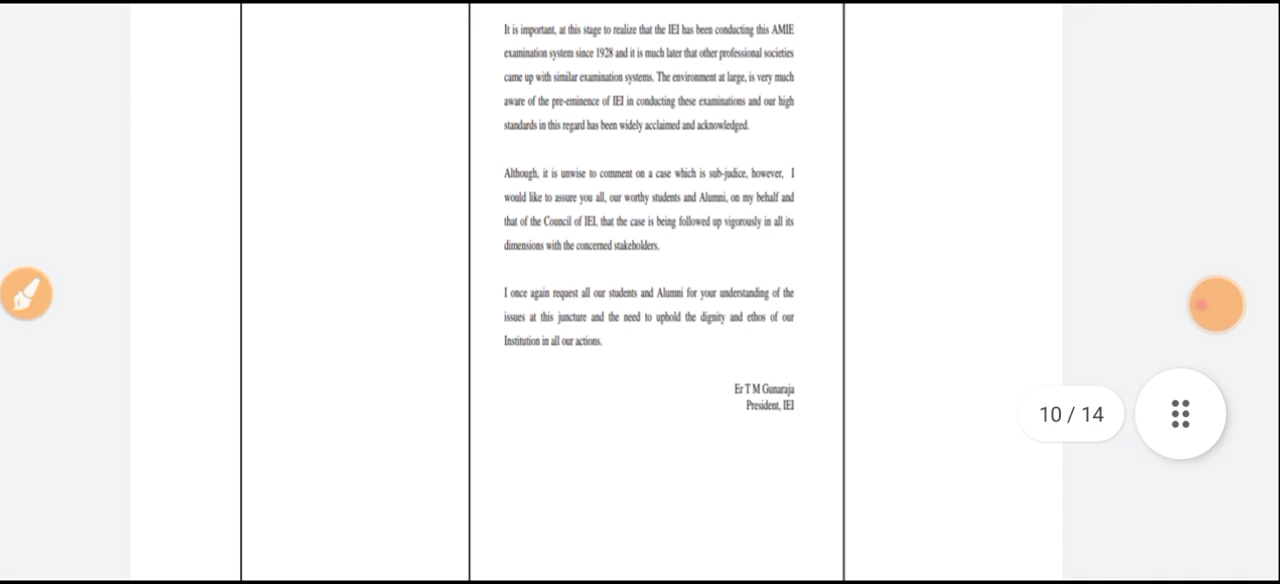 It is important, at this stage to realize that the IEI has been conducting this AMIE
examination system since 1928 and it is much later that other professional societies
came up with similar examination systems. The environment at large, is very much
aware of the pre-eminence of IEI in conducting these examinations and our high
standards in this regard has been widely acclaimed and acknowledged.
Although, it is unwise to comment on a case which is sub-judice, however, I
would like to assure you all, our worthy students and Alumni, on my behalf and
that of the Council of IEI, that the case is being followed up vigorously in all its
dimensions with the concerned stakeholders.
I once again request all our students and Alumni for your understanding of the
issues at this juncture and the need to uphold the dignity and ethos of our
Institution in all our actions.
Er T M Gunaraja
President, IEI
10 / 14